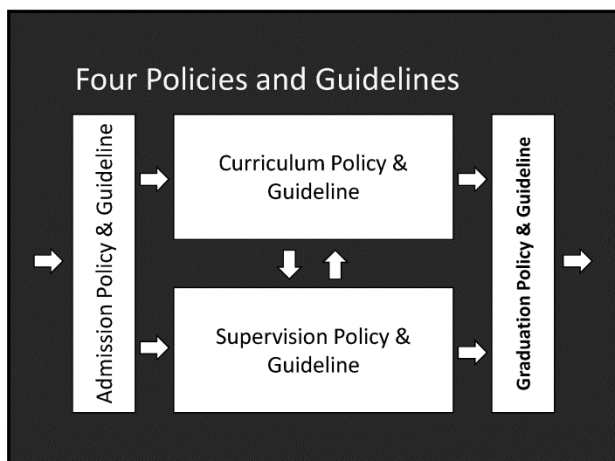 Four Policies and Guidelines
Admission Policy & Guideline
Curriculum Policy &
Guideline
Supervision Policy &
Guideline
Graduation Policy & Guideline